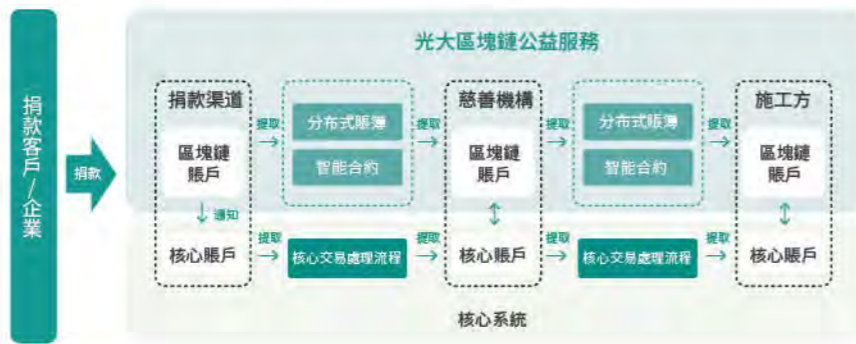 光大區塊鏈公益服務
捐款客戶/企業
捐款
捐款渠道
慈善機構
施工方
提取
分布式賬簿
提取
提取
分布式賬簿
提取
區塊鏈
賬戶
智能合約
區塊鏈
賬戶
智能合約
區塊鏈
賬戶
通知
提取
提取
提取
提取
核心賬戶
核心交易處理流程
核心賬戶
核心交易處理流程
核心賬戶
核心系統